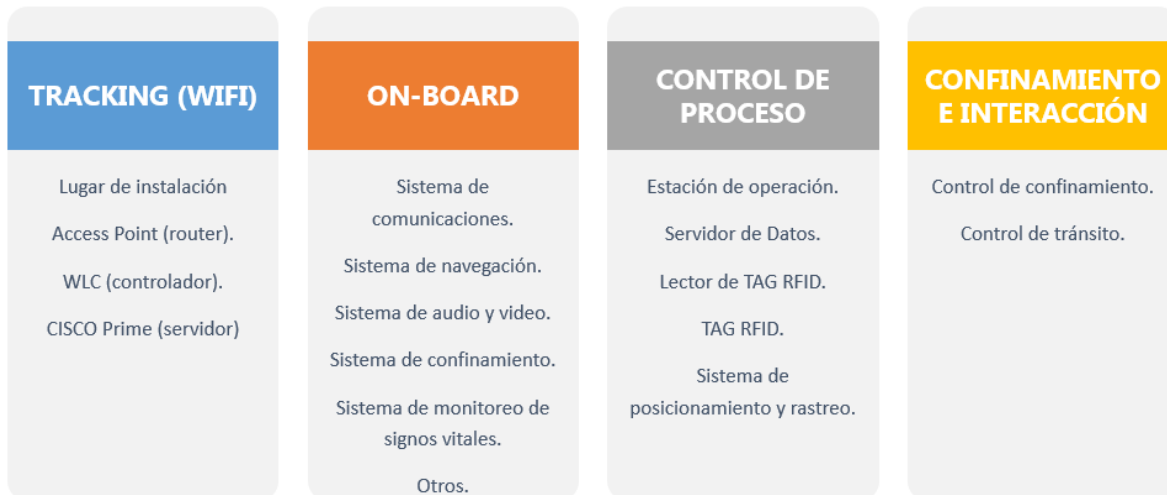 TRACKING (WIFI)
Lugar de instalación
Access Point (router).
WLC (controlador).
CISCO Prime (servidor)
ON-BOARD
Sistema de
comunicaciones.
Sistema de navegación.
Sistema de audio y video.
Sistema de confinamiento.
Sistema de monitoreo de
signos vitales.
Otros.
CONTROL DE
PROCESO
Estación de operación.
Servidor de Datos.
Lector de TAG RFID.
TAG RFID.
Sistema de
posicionamiento y rastreo.
CONFINAMIENTO
E INTERACCIÓN
Control de confinamiento.
Control de tránsito.